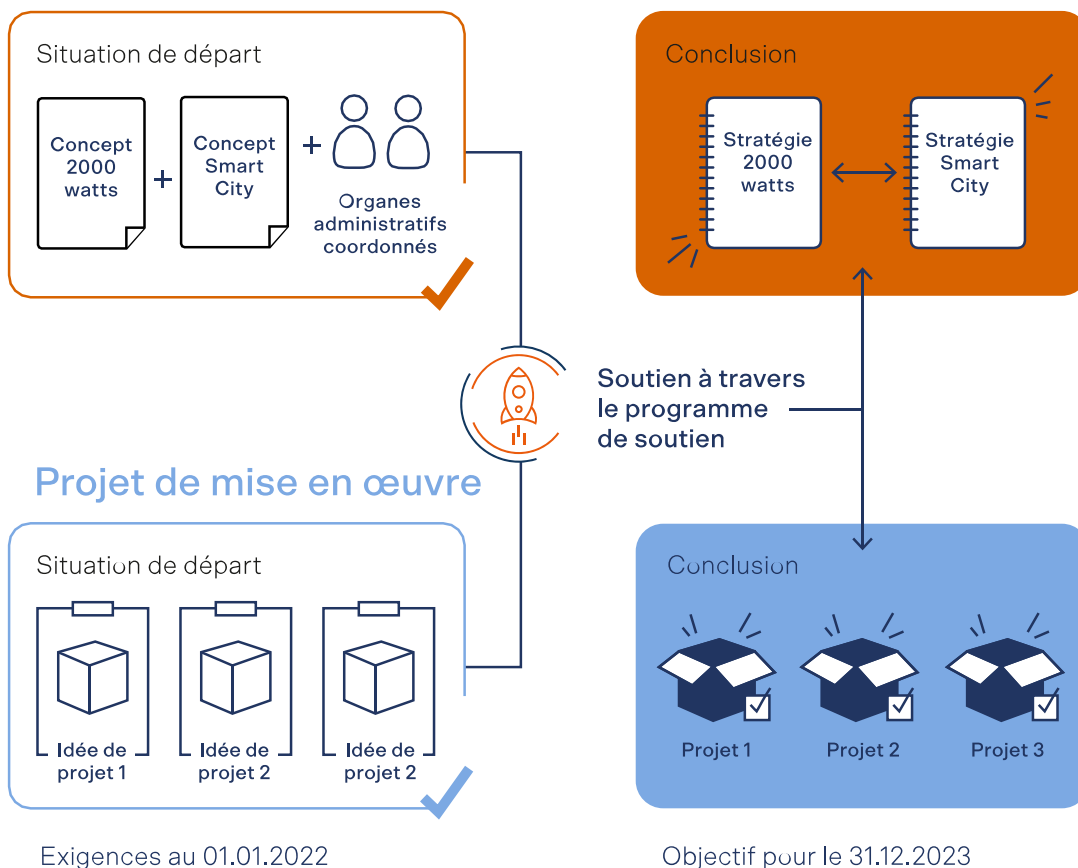 Situation de départ
Concept
2000
watts
+
Concept
Smart
City
+
Organes
administratifs
coordonnés
Conclusion
Stratégie
2000
watts
Stratégie
Smart
City
Soutien à travers
le programme
de soutien
Projet de mise en œuvre
Situation de départ
Idée de
projet 1
Idée de
projet 2
Idée de
projet 2
Conclusion
Projet 1
Projet 2
Projet 3
Exigences au 01.01.2022
Objectif pour le 31.12.2023